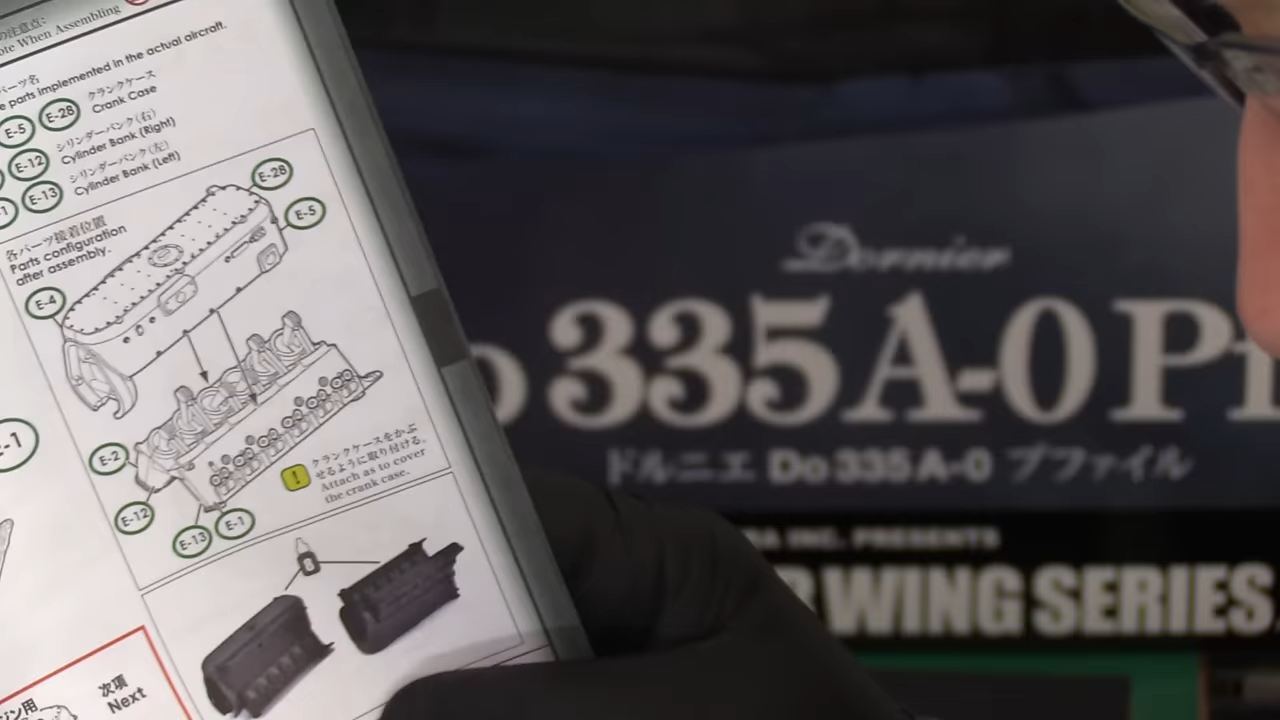 の注意点:
ote When Assembling
パーツ名
e parts implemented in the actual aircraft.
E-5
E-28
クランクケース
Crank Case
E-12
シリンダーバンク(右)
Cylinder Bank (Right)
E-13
シリンダーバンク(左)
Cylinder Bank (Left)
各パーツ接着位置
Parts configuration
after assembly.
E-28
E-5
E-4
E-2
E-12
E-13
E-1
!
クランクケースをかぶ
せるように取り付ける。
Attach as to cover
the crank case.
-1
次項
Next
Dornier
335 A-0 P
ドルニエ Do 335 A-0 プファイル
INC. PRESENTS
WING SERIES